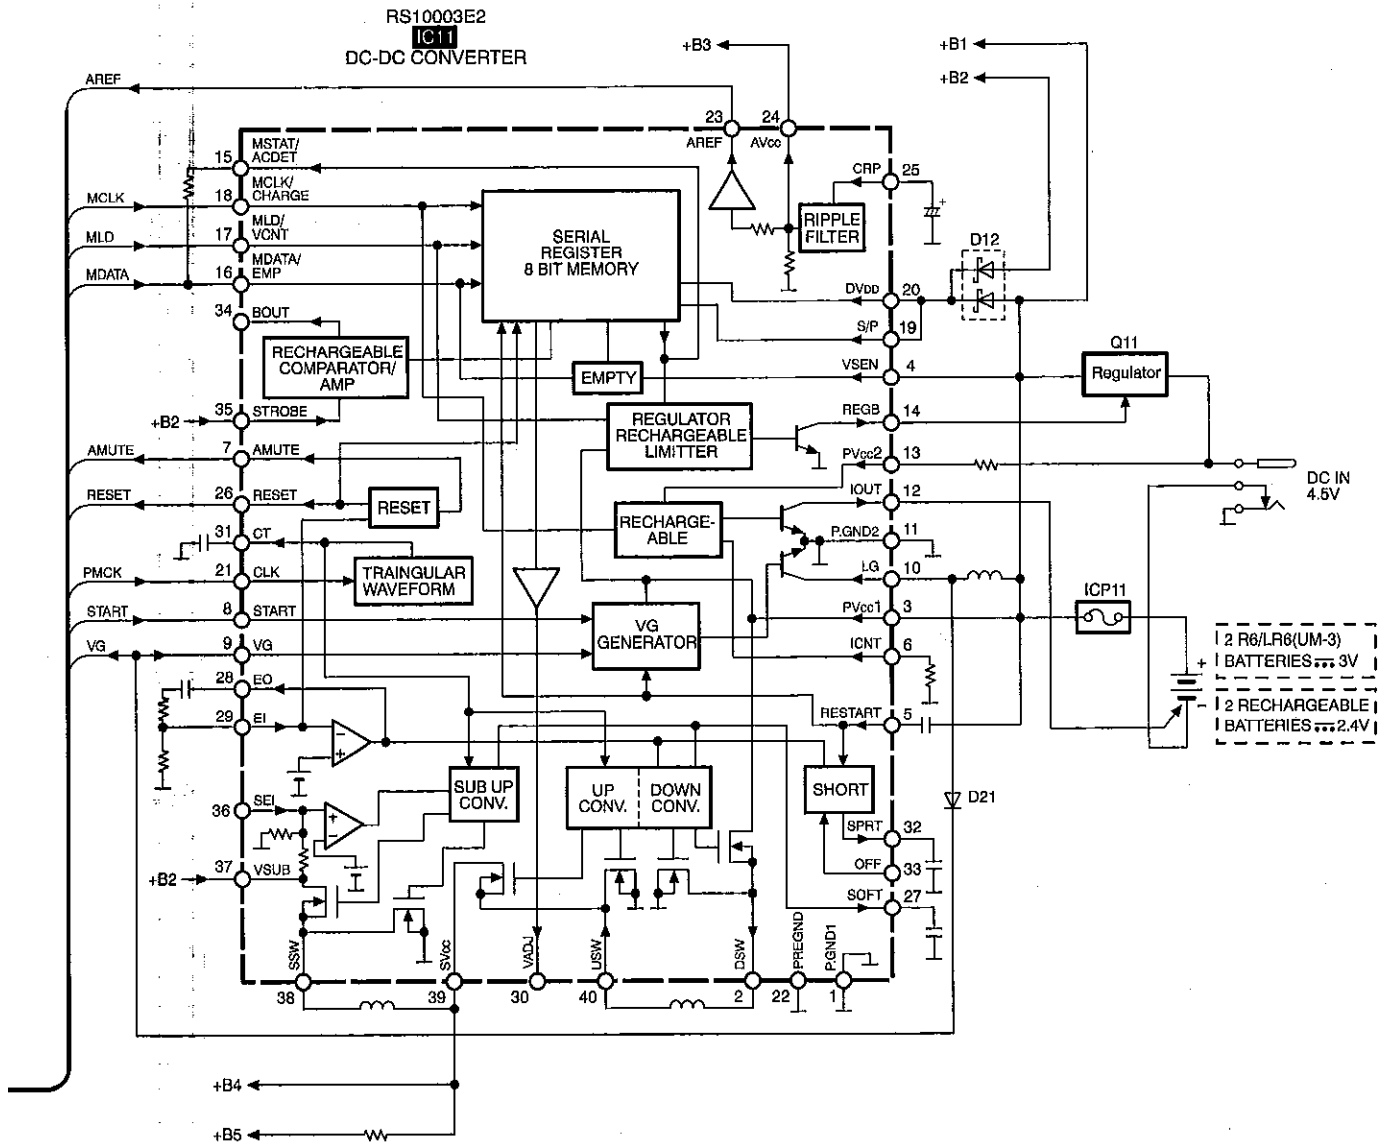 RS10003E2
IC11
DC-DC CONVERTER
+B3
+B1
+B2
AREF
23
24
AREF
AVcc
15
MSTAT/
ACDET
CRP
25
MCLK
18
MCLK/
CHARGE
RIPPLE
FILTER
+
MLD
17
MLD/
VCNT
SERIAL
REGISTER
8 BIT MEMORY
D12
MDATA
16
MDATA/
EMP
DVDD
20
34
BOUT
S/P
19
RECHARGEABLE
COMPARATOR/
AMP
EMPTY
VSEN
4
Q11
Regulator
+B2
35
STROBE
REGULATOR
RECHARGEABLE
LIMITTER
REGB
14
AMUTE
7
AMUTE
PVcc2
13
RESET
26
RESET
RESET
IOUT
12
DC IN
4.5V
31
CT
RECHARGE-
ABLE
P.GND2
11
PMCK
21
CLK
TRAINGULAR
WAVEFORM
LG
10
START
8
START
VG
GENERATOR
PVcc1
3
ICP11
VG
9
VG
ICNT
6
2 R6/LR6(UM-3)
BATTERIES 3V
+
−
2 RECHARGEABLE
BATTERIES 2.4V
28
EO
29
EI
−
+
RESTART
5
SUB UP
CONV.
UP
CONV.
DOWN
CONV.
SHORT
D21
36
SEI
+
−
SPRT
32
+B2
37
VSUB
OFF
33
SOFT
27
SSW
SVcc
VADJ
USW
DSW
PREGND
P.GND1
38
39
30
40
2
22
1
+B4
+B5